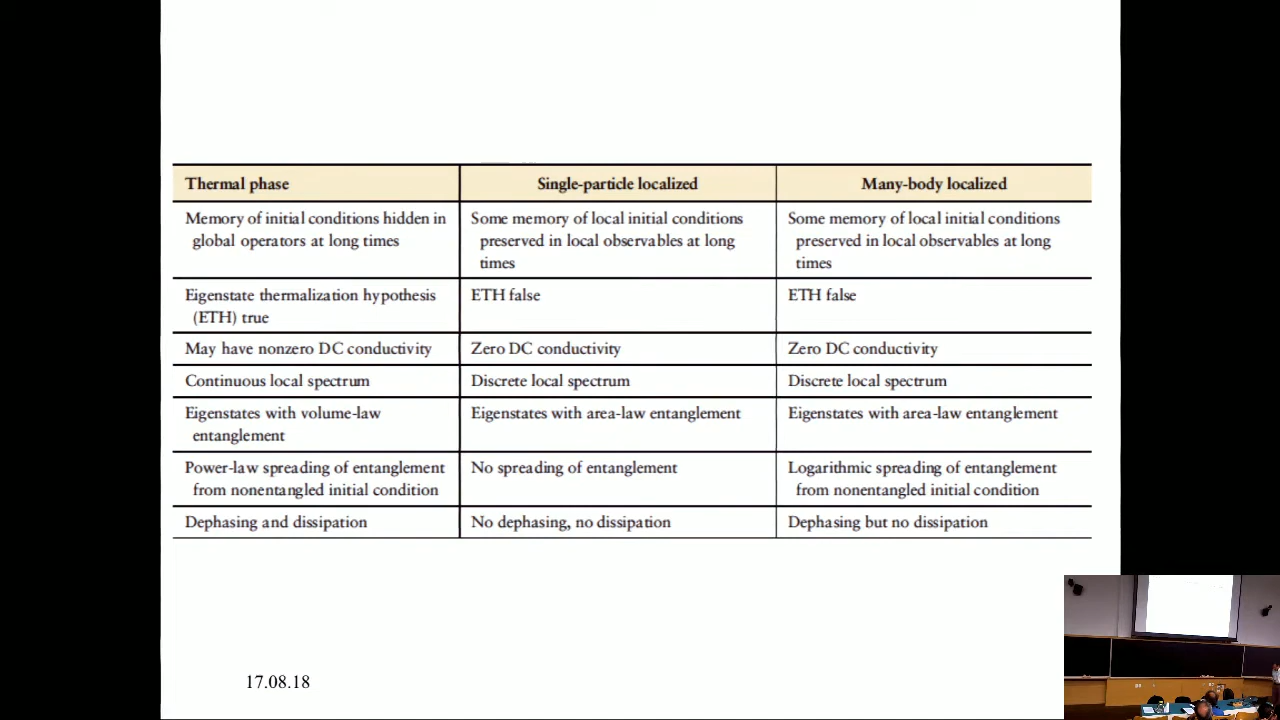 Thermal phase
Single-particle localized
Many-body localized
Memory of initial conditions hidden in
global operators at long times
Some memory of local initial conditions
preserved in local observables at long
times
Some memory of local initial conditions
preserved in local observables at long
times
Eigenstate thermalization hypothesis
(ETH) true
ETH false
ETH false
May have nonzero DC conductivity
Zero DC conductivity
Zero DC conductivity
Continuous local spectrum
Discrete local spectrum
Discrete local spectrum
Eigenstates with volume-law
entanglement
Eigenstates with area-law entanglement
Eigenstates with area-law entanglement
Power-law spreading of entanglement
from nonentangled initial condition
No spreading of entanglement
Logarithmic spreading of entanglement
from nonentangled initial condition
Dephasing and dissipation
No dephasing, no dissipation
Dephasing but no dissipation
17.08.18